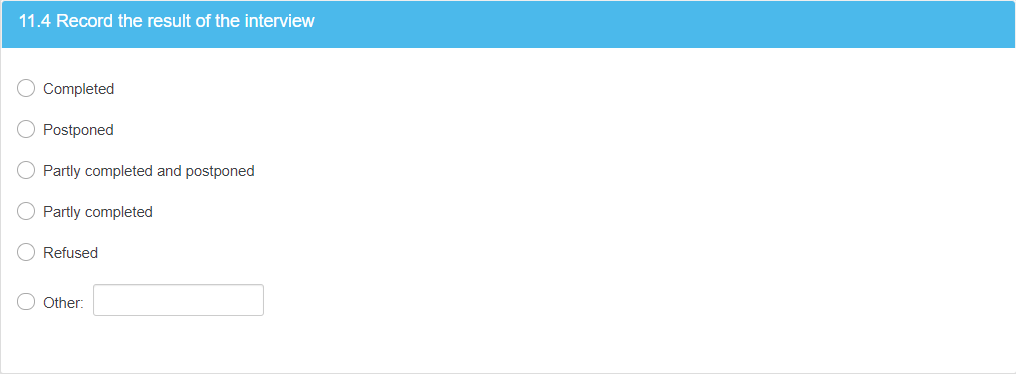 11.4 Record the result of the interview
Completed
Postponed
Partly completed and postponed
Partly completed
Refused
Other: